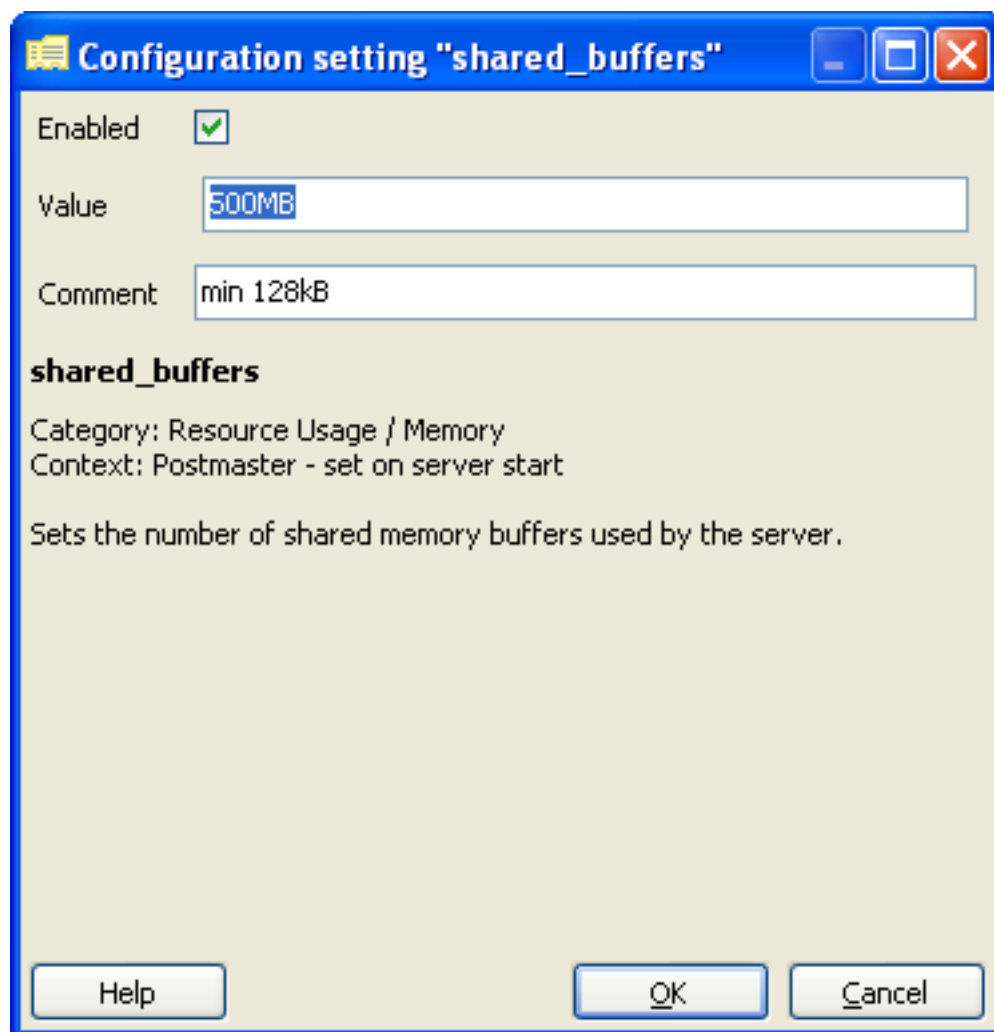 Configuration setting "shared_buffers"
Enabled
Value 500MB
Comment min 128kB
shared_buffers
Category: Resource Usage / Memory
Context: Postmaster - set on server start
Sets the number of shared memory buffers used by the server.
Help OK Cancel